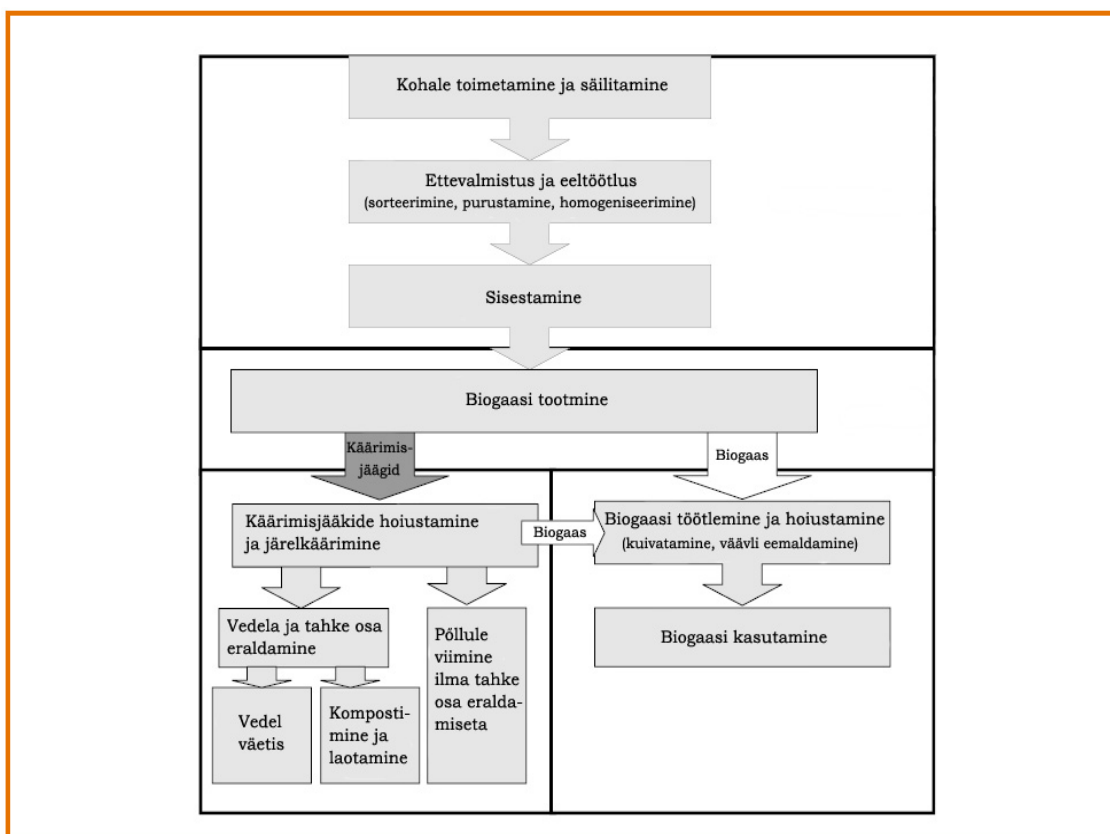 Kohale toimetamine ja säilitamine
Ettevalmistus ja eeltöötlus
(sorteerimine, purustamine, homogeniseerimine)
Sisestamine
Biogaasi tootmine
Käärimis-
jäägid
Biogaas
Käärimisjääkide hoiustamine
ja järelkäärimine
Biogaas
Biogaasi töötlemine ja hoiustamine
(kuivatamine, väävli eemaldamine)
Vedela ja tahke osa
eraldamine
Põllule
viimine
ilma tahke
osa eralda-
miseta
Biogaasi kasutamine
Vedel
väetis
Komposti-
mine ja
laotamine